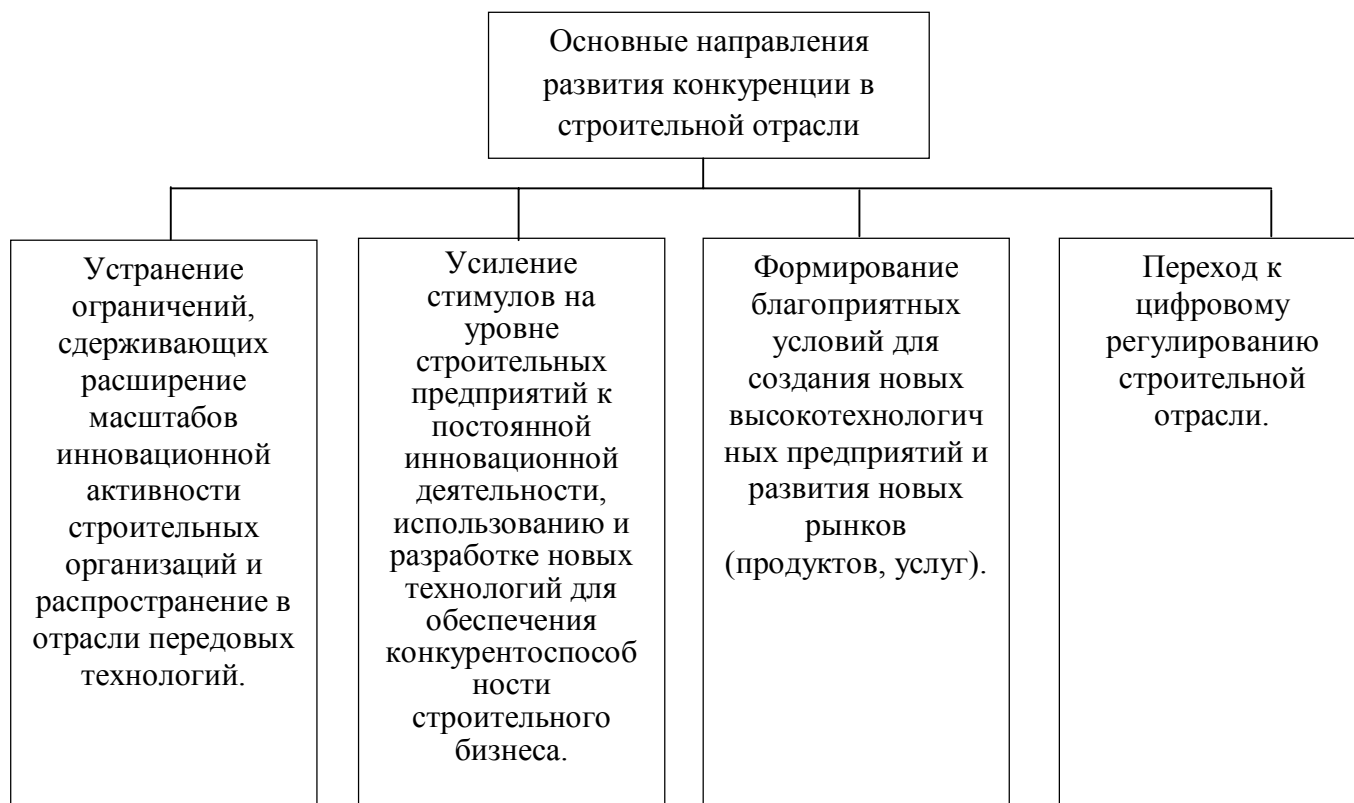 Основные направления
развития конкуренции в
строительной отрасли
Устранение
ограничений,
сдерживающих
расширение
масштабов
инновационной
активности
строительных
организаций и
распространение в
отрасли передовых
технологий.
Усиление
стимулов на
уровне
строительных
предприятий к
постоянной
инновационной
деятельности,
использованию и
разработке новых
технологий для
обеспечения
конкурентоспособ
ности
строительного
бизнеса.
Формирование
благоприятных
условий для
создания новых
высокотехнологич
ных предприятий и
развития новых
рынков
(продуктов, услуг).
Переход к
цифровому
регулированию
строительной
отрасли.